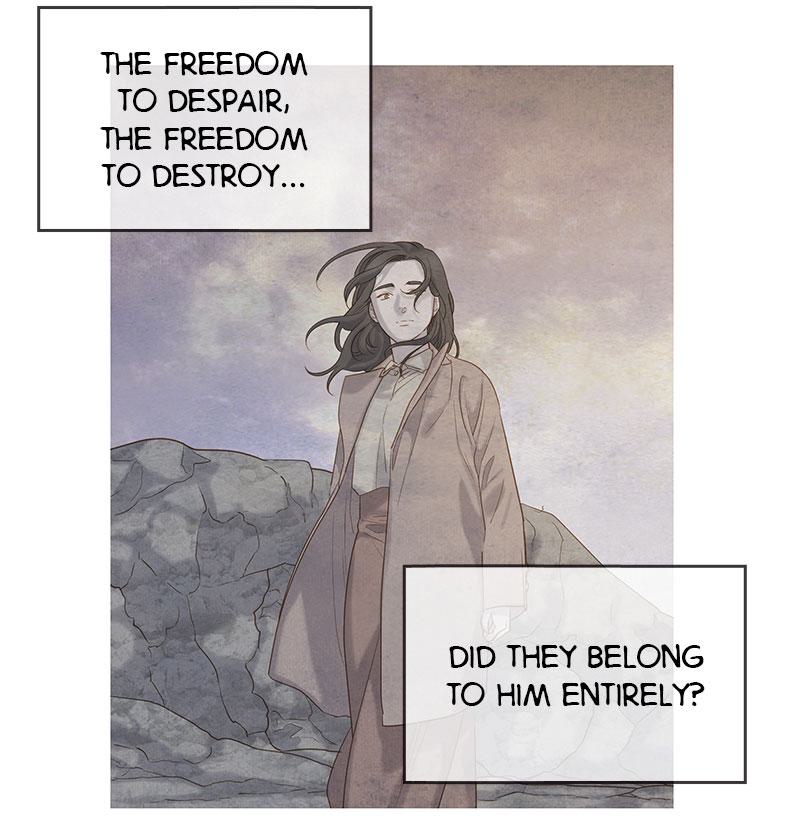 THE FREEDOM
TO DESPAIR,
THE FREEDOM
TO DESTROY...
DID THEY BELONG
TO HIM ENTIRELY?